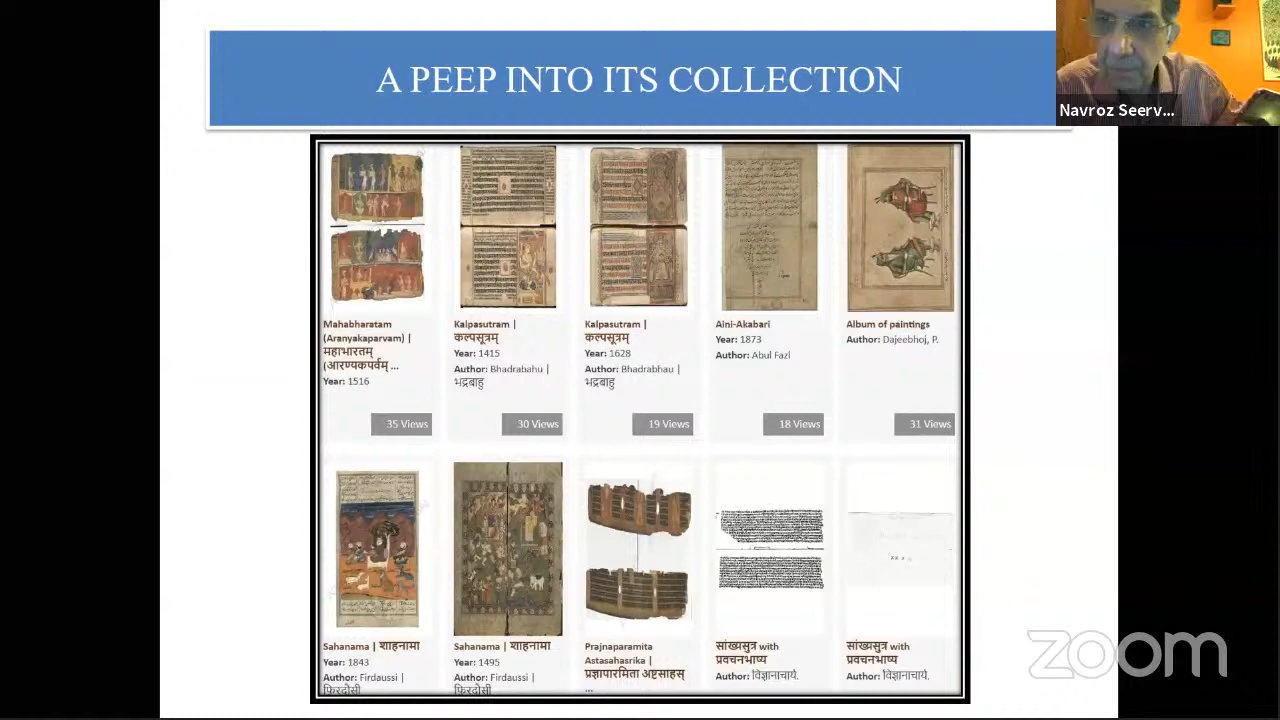 A PEEP INTO ITS COLLECTION
Navroz Seerv...
Mahabharatam
(Aranyakaparvam) |
महाभारतम्
(आरण्यकपर्वम् ...
Year: 1516
35 Views
Kalpasutram |
कल्पसूत्रम्
Year: 1415
Author: Bhadrabahu |
भद्रबाहु
30 Views
Kalpasutram |
कल्पसूत्रम्
Year: 1628
Author: Bhadrabhau |
भद्रबाहु
19 Views
Aini-Akabari
Year: 1873
Author: Abul Fazl
18 Views
Album of paintings
Author: Dajeebhoj, P.
31 Views
Sahanama | शाहनामा
Year: 1843
Author: Firdaussi |
फिरदोसी
Sahanama | शाहनामा
Year: 1495
Author: Firdaussi |
फिरदोसी
Prajnaparamita
Astasahasrika |
प्रज्ञापारमिता अष्टसाहस्
...
सांख्यसुत्र with
प्रवचनभाष्य
Author: विज्ञानाचार्य.
सांख्यसुत्र with
प्रवचनभाष्य
Author: विज्ञानाचार्य.
zoom